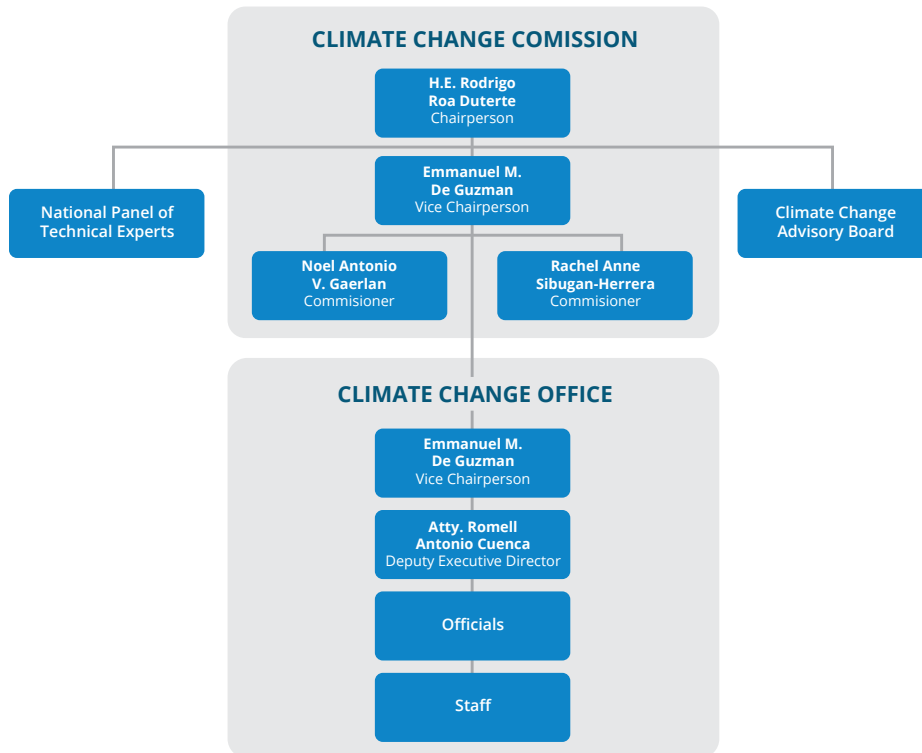 CLIMATE CHANGE COMISSION
H.E. Rodrigo
Roa Duterte
Chairperson
Emmanuel M.
De Guzman
Vice Chairperson
National Panel of
Technical Experts
Climate Change
Advisory Board
Noel Antonio
V. Gaerlan
Commisioner
Rachel Anne
Sibugan-Herrera
Commisioner
CLIMATE CHANGE OFFICE
Emmanuel M.
De Guzman
Vice Chairperson
Atty. Romell
Antonio Cuenca
Deputy Executive Director
Officials
Staff